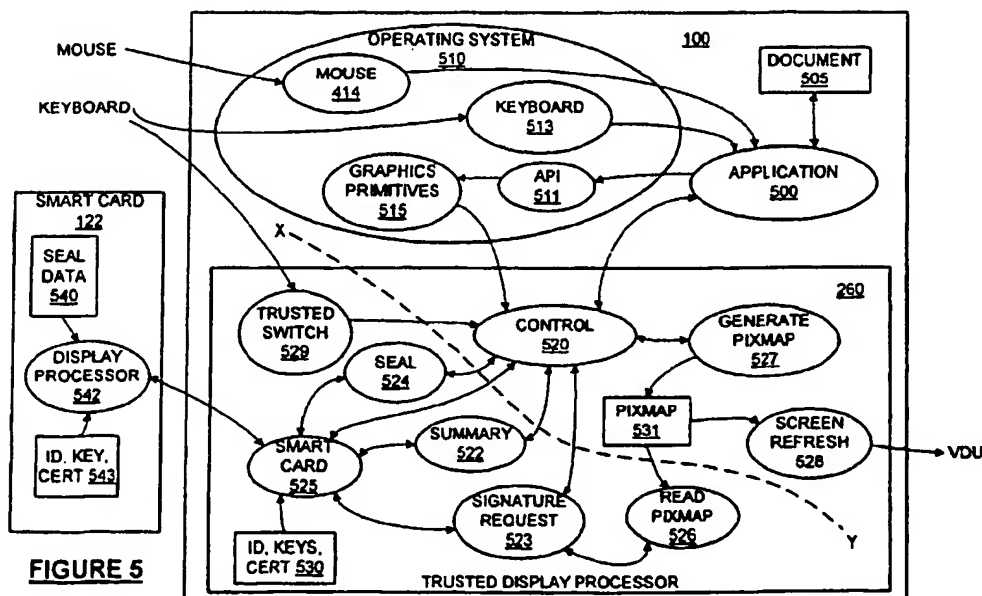 OPERATING SYSTEM
510
100
MOUSE
MOUSE
414
DOCUMENT
505
KEYBOARD
KEYBOARD
513
GRAPHICS
PRIMITIVES
515
API
511
APPLICATION
500
SMART CARD
122
SEAL
DATA
540
X
260
TRUSTED
SWITCH
529
CONTROL
520
GENERATE
PIXMAP
527
DISPLAY
PROCESSOR
542
SEAL
524
PIXMAP
531
SCREEN
REFRESH
528
VDU
SMART
CARD
525
SUMMARY
522
ID, KEY,
CERT 543
SIGNATURE
REQUEST
523
READ
PIXMAP
526
Y
ID, KEYS,
CERT 530
FIGURE 5
TRUSTED DISPLAY PROCESSOR